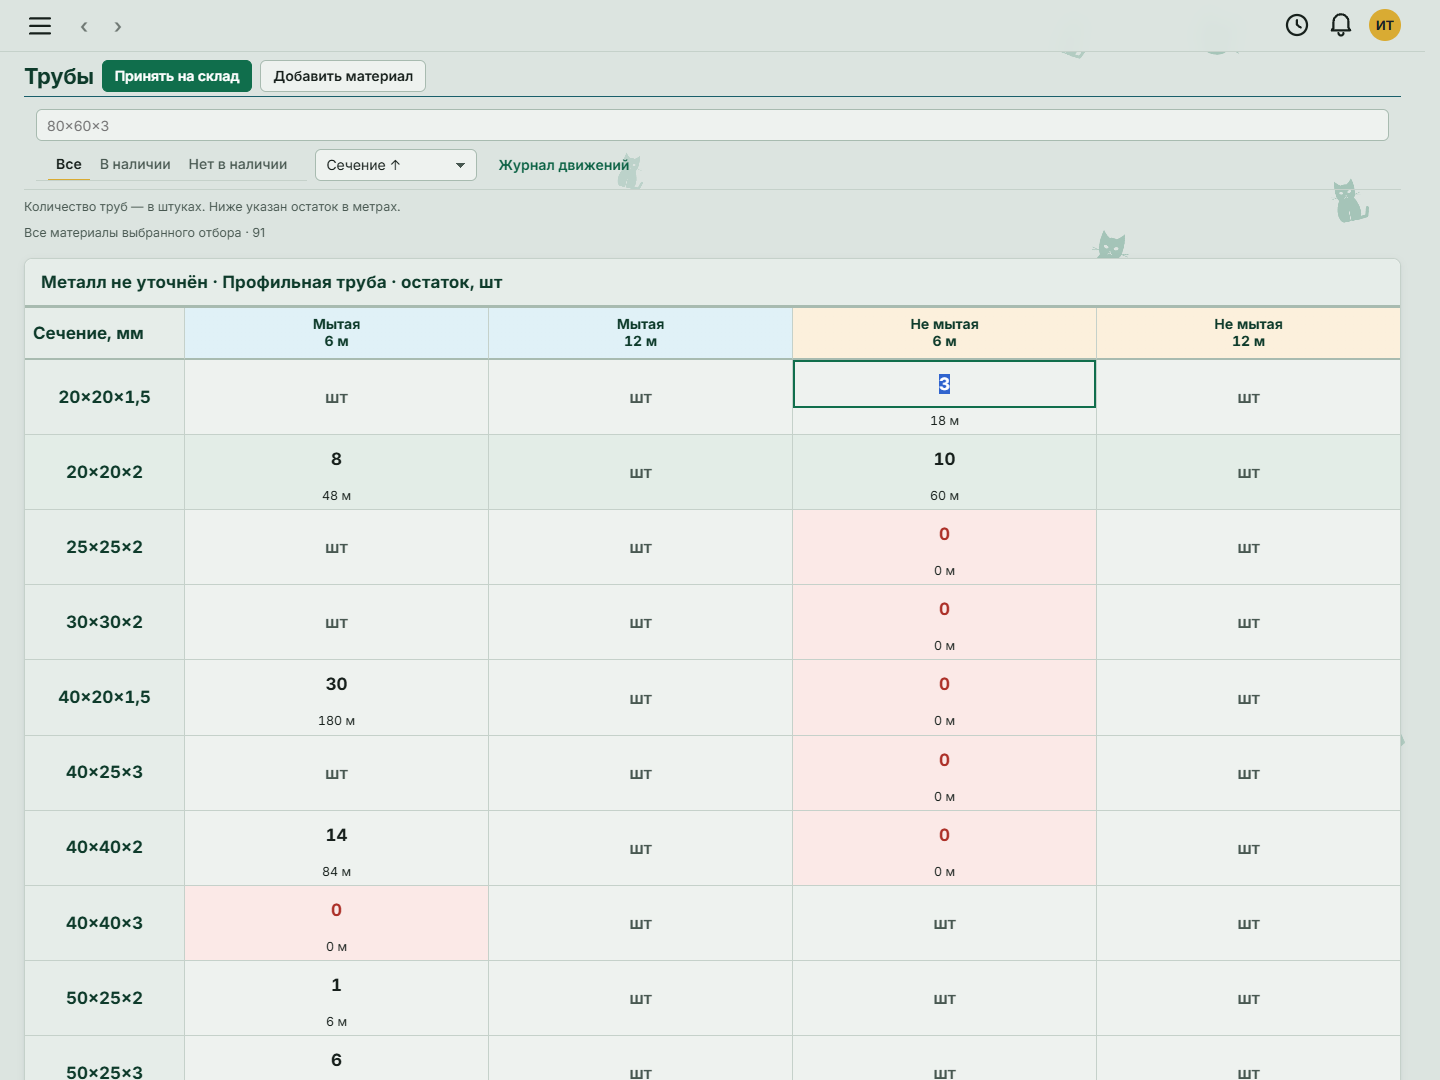 ИТ
Трубы
Принять на склад
Добавить материал
80×60×3
Все
В наличии
Нет в наличии
Сечение ↑
Журнал движений
Количество труб — в штуках. Ниже указан остаток в метрах.
Все материалы выбранного отбора · 91
Металл не уточнён · Профильная труба · остаток, шт
Сечение, мм
Мытая
6 м
Мытая
12 м
Не мытая
6 м
Не мытая
12 м
20×20×1,5
шт
шт
3
18 м
шт
20×20×2
8
48 м
шт
10
60 м
шт
25×25×2
шт
шт
0
0 м
шт
30×30×2
шт
шт
0
0 м
шт
40×20×1,5
30
180 м
шт
0
0 м
шт
40×25×3
шт
шт
0
0 м
шт
40×40×2
14
84 м
шт
0
0 м
шт
40×40×3
0
0 м
шт
шт
шт
50×25×2
1
6 м
шт
шт
шт
50×25×3
6
шт
шт
шт